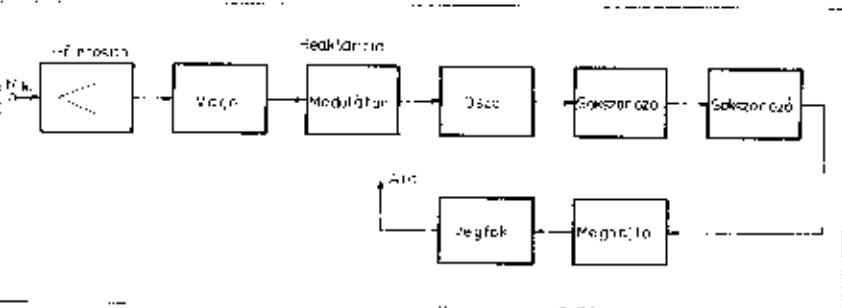 Reaktancia
Mik.
Vágó
Modulátor
Oszc
Sokszorozó
Sokszorozó
Ant
Végfok
Meghajtó